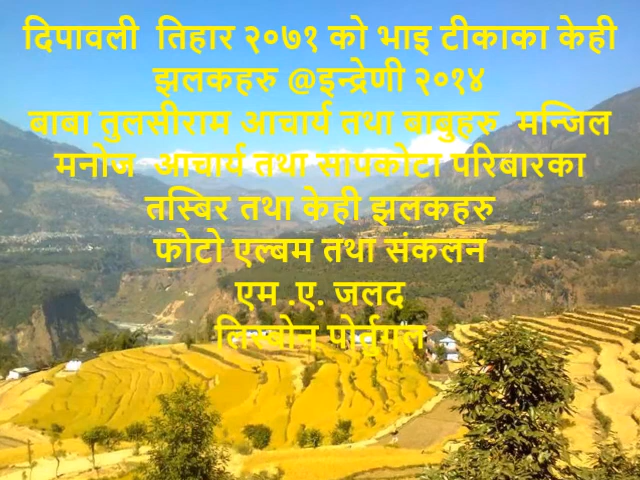 दिपावली तिहार २०७१ को भाइ टीकाका केही
झलकहरु @इन्द्रेणी २०१४
बाबा तुलसीराम आचार्य तथा बाबुहरु मन्जिल
मनोज आचार्य तथा सापकोटा परिबारका
तस्बिर तथा केही झलकहरु
फोटो एल्बम तथा संकलन
एम .ए. जलद
लिस्बोन पोर्तुगल